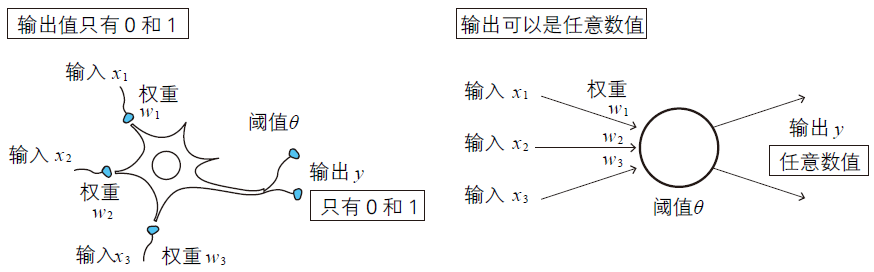 输出值只有 0 和 1
输入 x1
权重
w1
阈值θ
输入 x2
权重
w2
输出 y
只有 0 和 1
输入x3
权重 w3
输出可以是任意数值
输入 x1
权重
w1
输入 x2
w2
w3
输入 x3
阈值θ
输出 y
任意数值